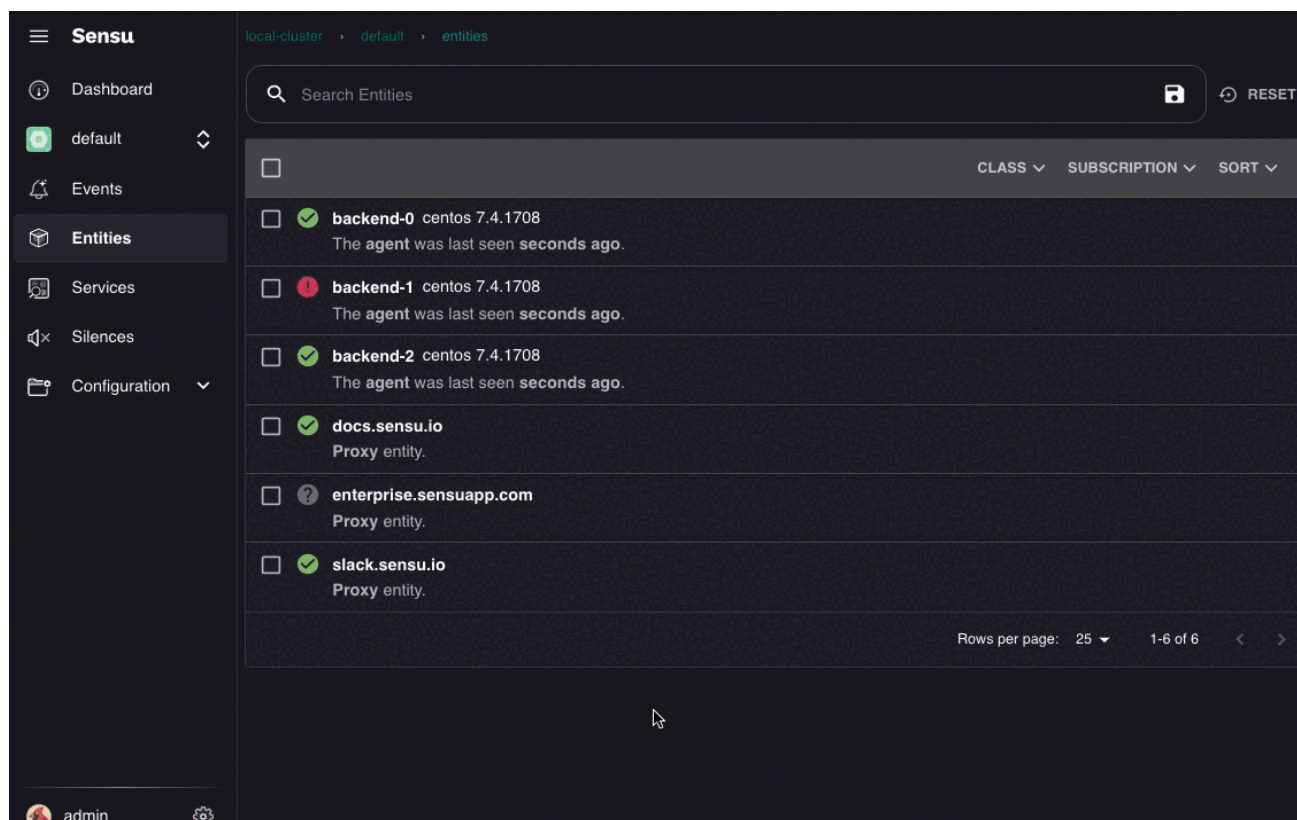 Sensu
local-cluster › default › entities
Dashboard
Search Entities
RESET
default
CLASS SUBSCRIPTION SORT
Events
backend-0 centos 7.4.1708
The agent was last seen seconds ago.
Entities
Services
backend-1 centos 7.4.1708
The agent was last seen seconds ago.
Silences
backend-2 centos 7.4.1708
The agent was last seen seconds ago.
Configuration
docs.sensu.io
Proxy entity.
enterprise.sensuapp.com
Proxy entity.
slack.sensu.io
Proxy entity.
Rows per page: 25 1-6 of 6
admin